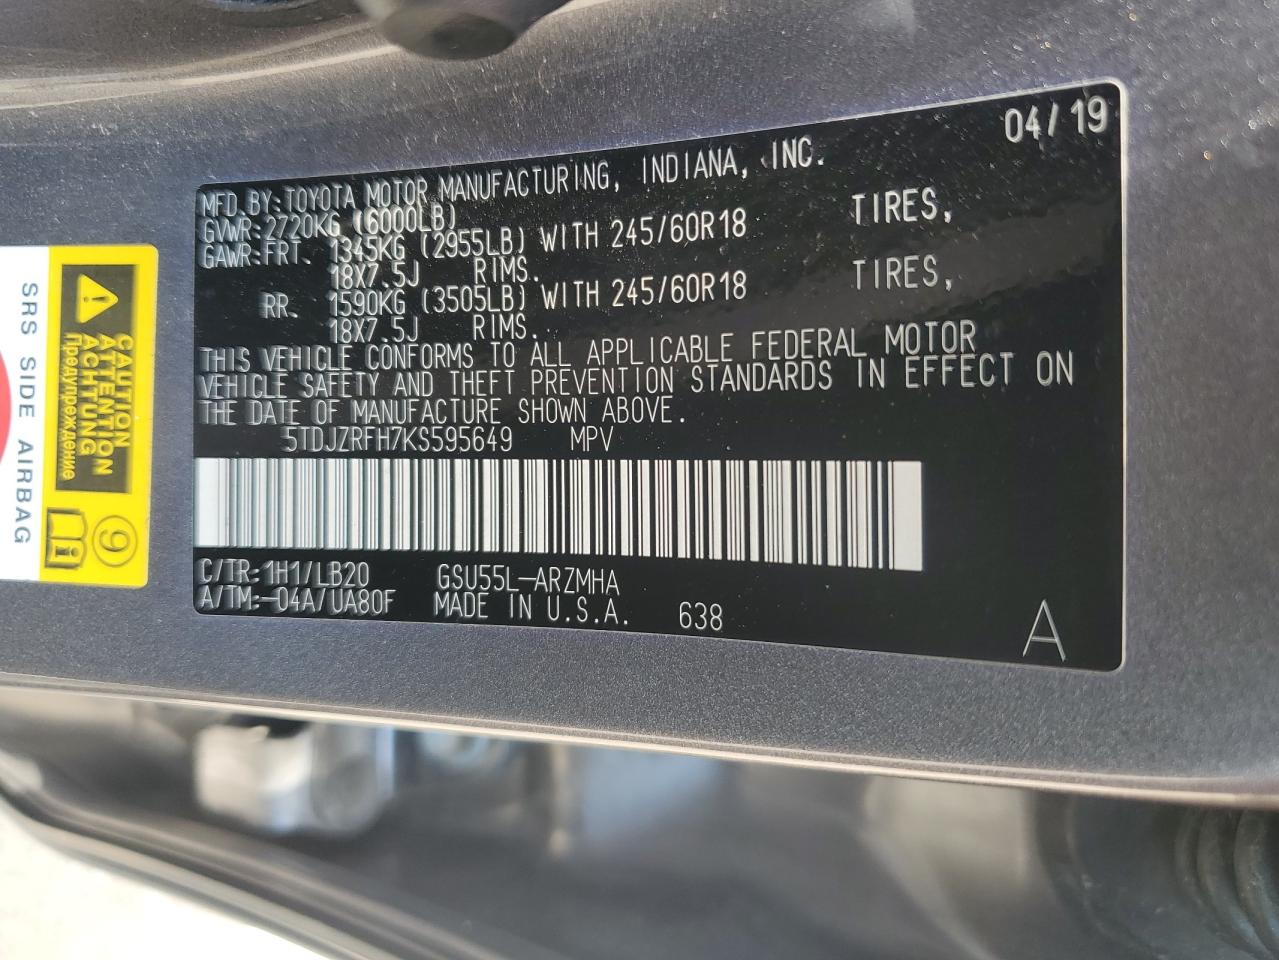 04/19
MFD BY: TOYOTA MOTOR MANUFACTURING, INDIANA, INC.
GVWR: 2720KG (6000LB)
GAWR: FRT. 1345KG (2955LB) WITH 245/60R18 TIRES,
18X7.5J RIMS.
RR. 1590KG (3505LB) WITH 245/60R18 TIRES,
18X7.5J RIMS.
THIS VEHICLE CONFORMS TO ALL APPLICABLE FEDERAL MOTOR
VEHICLE SAFETY AND THEFT PREVENTION STANDARDS IN EFFECT ON
THE DATE OF MANUFACTURE SHOWN ABOVE.
5TDJZRFH7KS595649 MPV
C/TR: 1H1/LB20 GSU55L-ARZMHA
A/TM: -04A/UA80F MADE IN U.S.A. 638
A
CAUTION
ATTENTION
ACHTUNG
Предупреждение
9
SRS SIDE AIRBAG